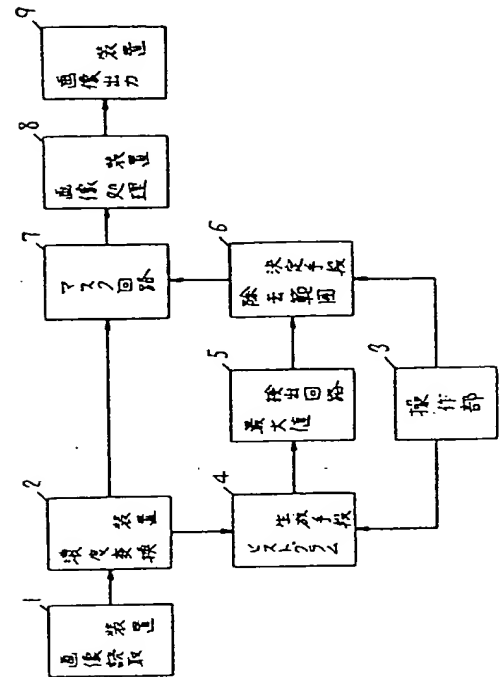 1
画像読取
装置
2
濃度変換
装置
3
操作部
4
ヒストグラム
生成手段
5
最大値
検出回路
6
除去範囲
決定手段
7
マスク回路
8
画像処理
装置
9
画像出力
装置